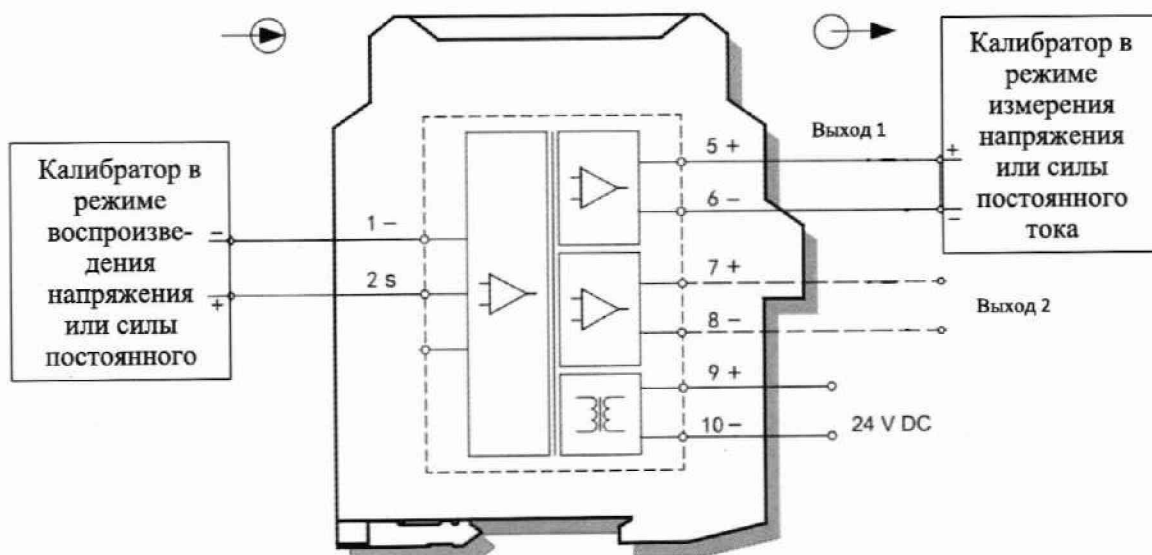 Калибратор в
режиме
воспроизве-
дения
напряжения
или силы
постоянного
−
+
1 −
2 s
5 +
6 −
7 +
8 −
9 +
10 −
Выход 1
Выход 2
24 V DC
+
−
Калибратор в
режиме
измерения
напряжения
или силы
постоянного
тока